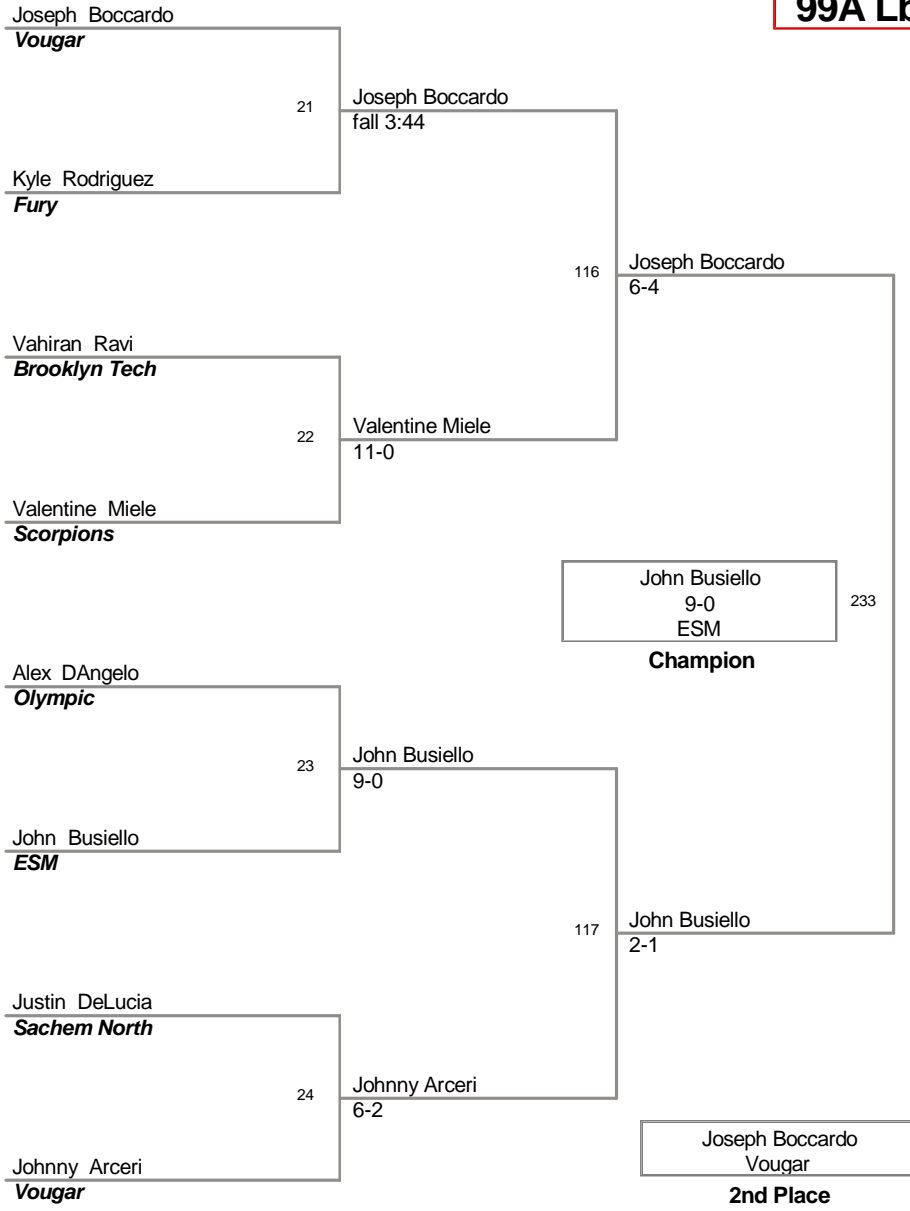 Joseph Boccardo
99A Lb
Vougar
21
Joseph Boccardo
fall 3:44
Kyle Rodriguez
Fury
116
Joseph Boccardo
6-4
Vahiran Ravi
Brooklyn Tech
22
Valentine Miele
11-0
Valentine Miele
Scorpions
John Busiello
9-0
ESM
233
Champion
Alex DAngelo
Olympic
23
John Busiello
9-0
John Busiello
ESM
117
John Busiello
2-1
Justin DeLucia
Sachem North
24
Johnny Arceri
6-2
Johnny Arceri
Vougar
Joseph Boccardo
Vougar
2nd Place